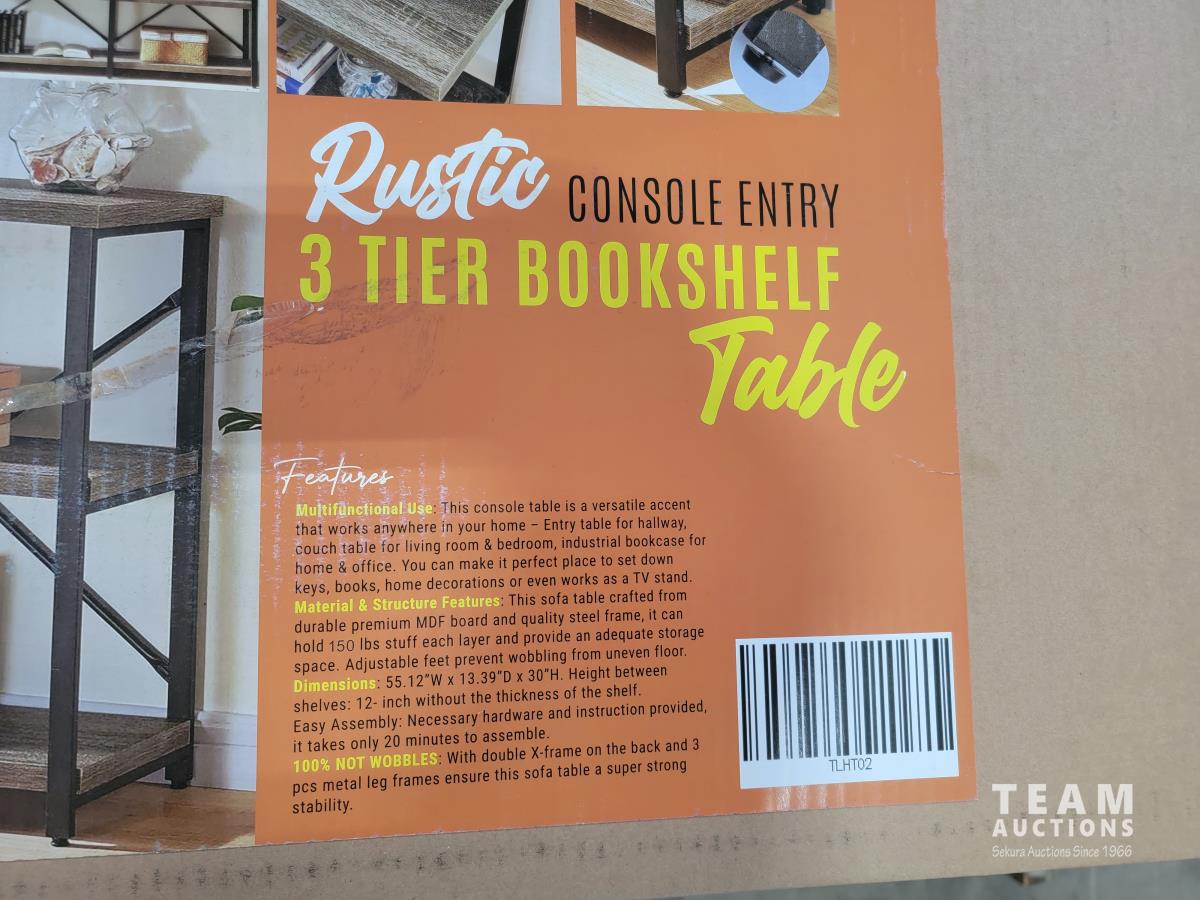 Rustic CONSOLE ENTRY
3 TIER BOOKSHELF
Table
Features
Multifunctional Use: This console table is a versatile accent
that works anywhere in your home – Entry table for hallway,
couch table for living room & bedroom, industrial bookcase for
home & office. You can make it perfect place to set down
keys, books, home decorations or even works as a TV stand.
Material & Structure Features: This sofa table crafted from
durable premium MDF board and quality steel frame, it can
hold 150 lbs stuff each layer and provide an adequate storage
space. Adjustable feet prevent wobbling from uneven floor.
Dimensions: 55.12”W x 13.39”D x 30”H. Height between
shelves: 12- inch without the thickness of the shelf.
Easy Assembly: Necessary hardware and instruction provided,
it takes only 20 minutes to assemble.
100% NOT WOBBLES: With double X-frame on the back and 3
pcs metal leg frames ensure this sofa table a super strong
stability.
TLHT02
TEAM
AUCTIONS
Sekura Auctions Since 1966